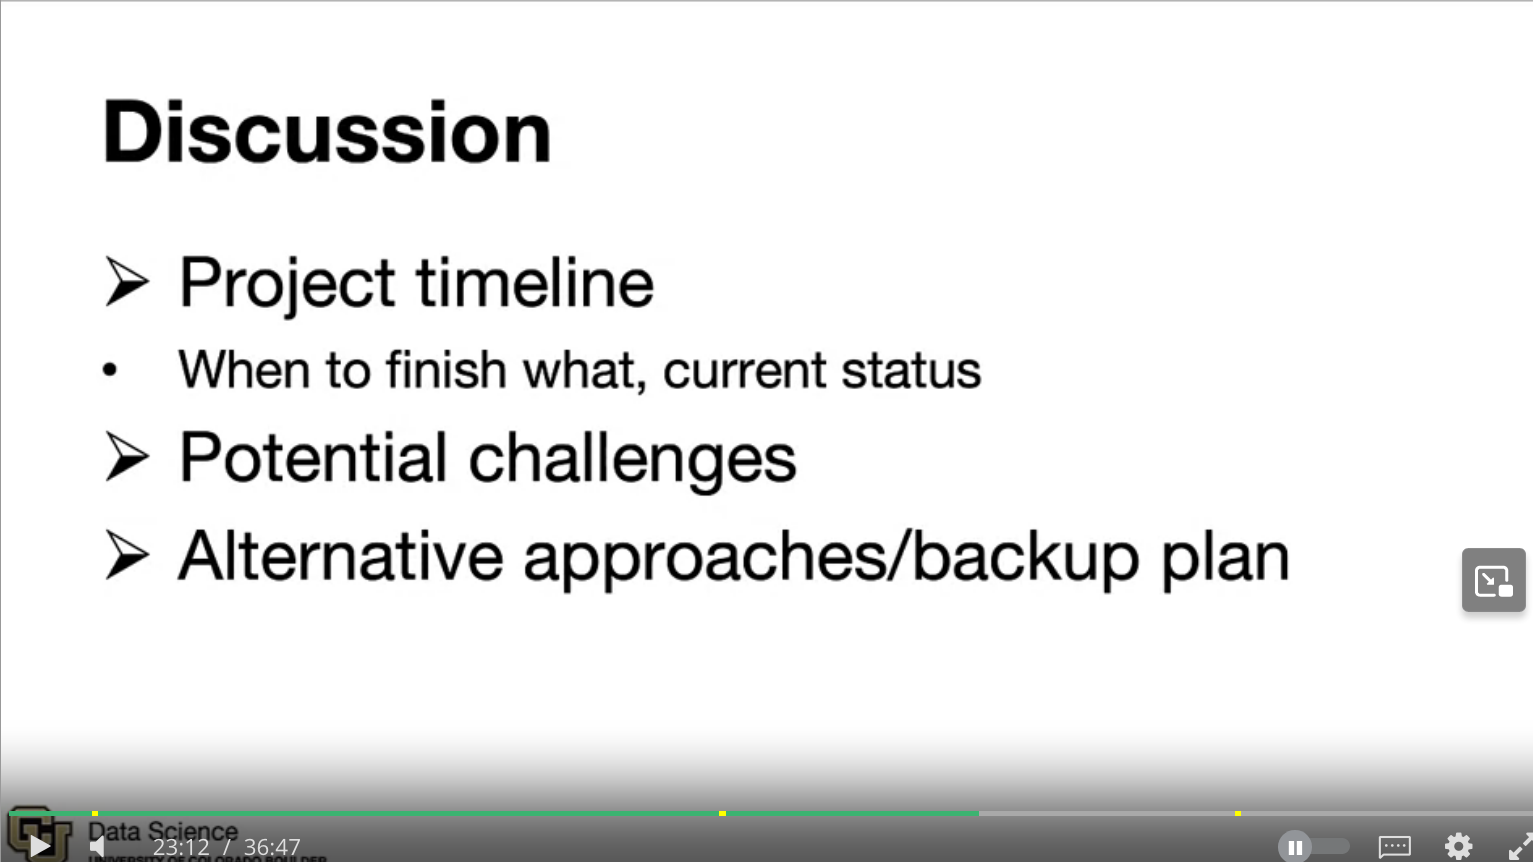 Discussion
➢ Project timeline
• When to finish what, current status
➢ Potential challenges
➢ Alternative approaches/backup plan
Data Science
UNIVERSITY OF COLORADO BOULDER
23:12 / 36:47